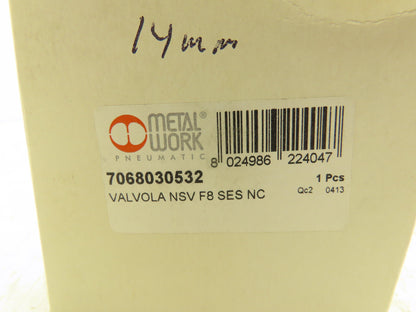 14mm
METAL®
WORK
PNEUMATIC
8 024986 224047
7068030532
1 Pcs
VALVOLA NSV F8 SES NC
Qc2 0413